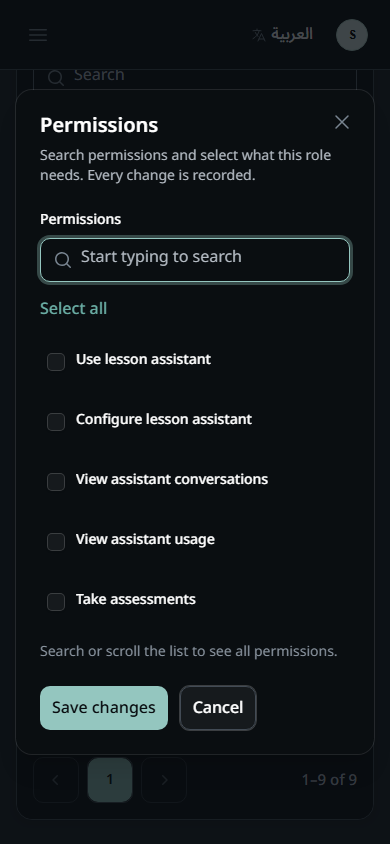 العربية
S
Search
Permissions
Search permissions and select what this role
needs. Every change is recorded.
Permissions
Start typing to search
Select all
Use lesson assistant
Configure lesson assistant
View assistant conversations
View assistant usage
Take assessments
Search or scroll the list to see all permissions.
Save changes
Cancel
1
1–9 of 9